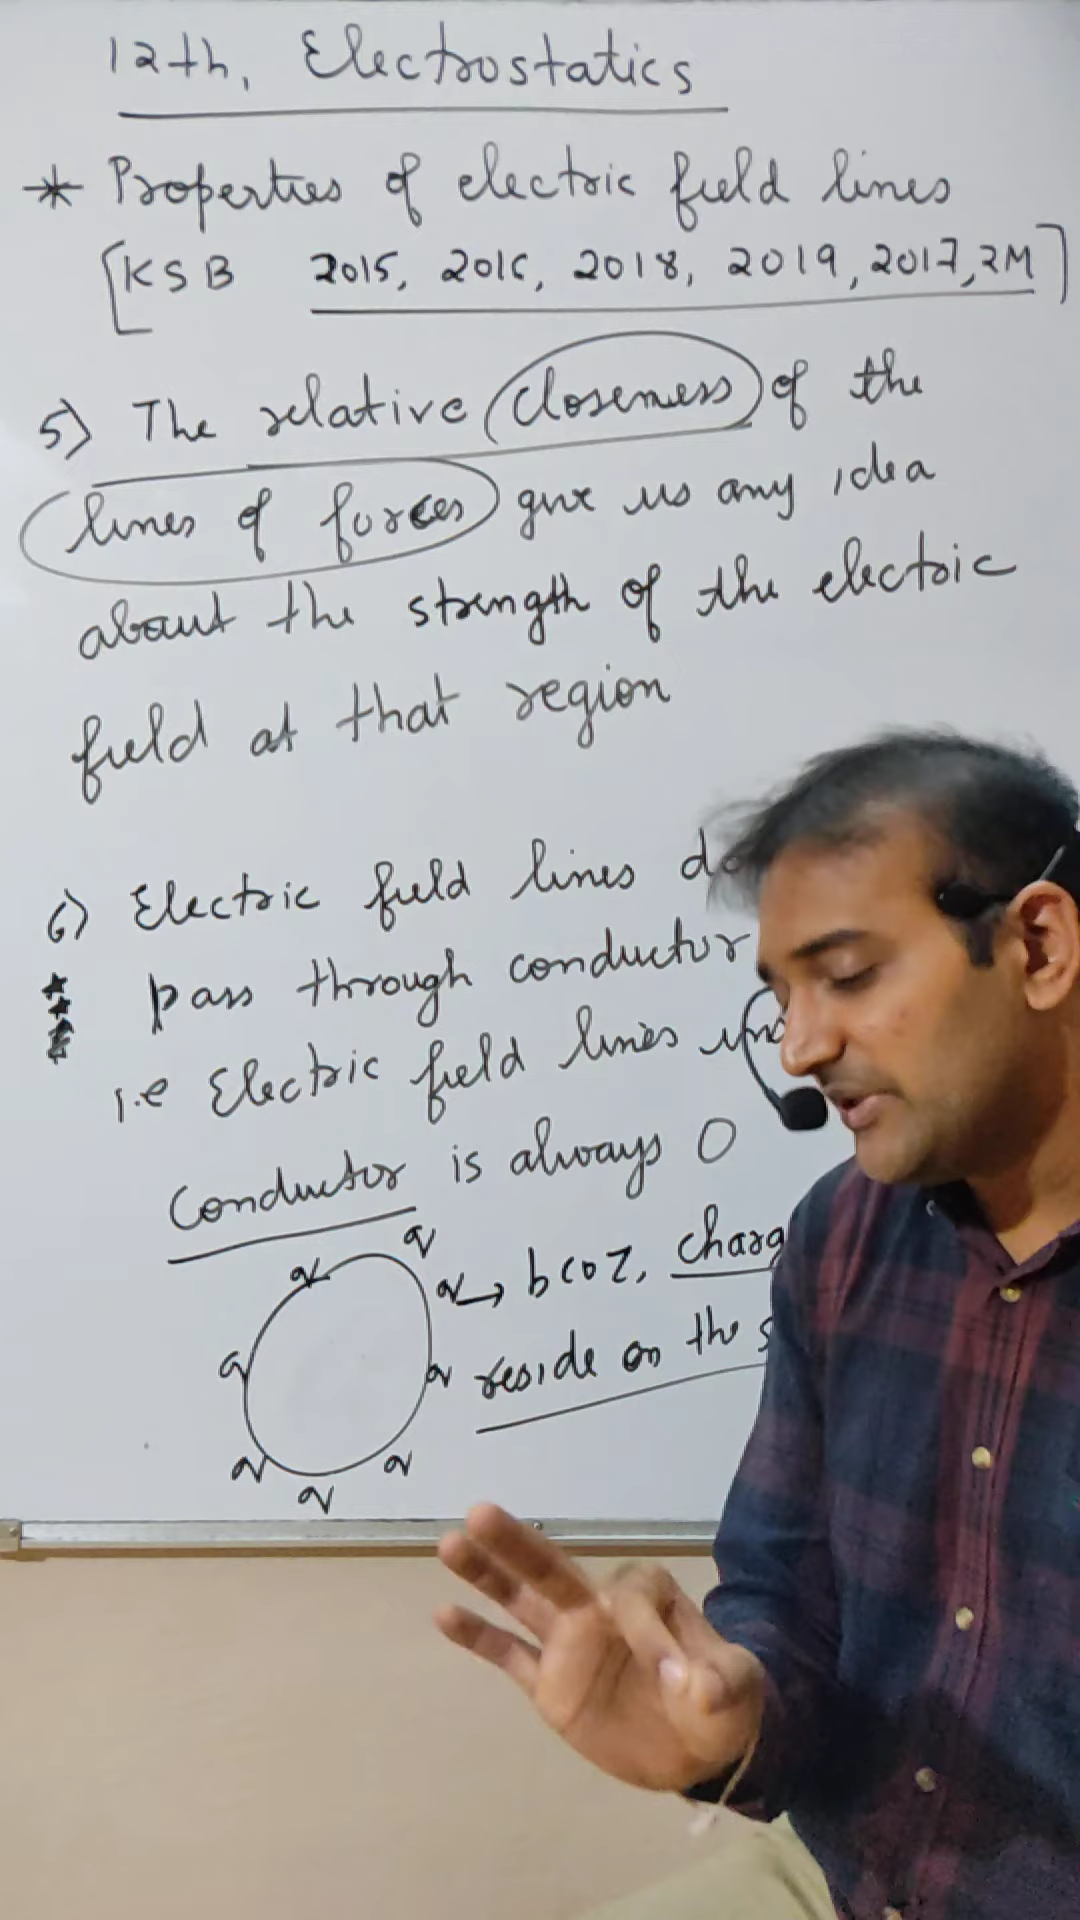 12th, Electrostatics
* Properties of electric field lines
[KSB 2015, 2016, 2018, 2019, 2017, 2M]
5) The relative closeness of the
lines of forces give us any idea
about the strength of the electric
field at that region
6) Electric field lines
pass through conductor
i.e Electric field lines
Conductor is always 0
q
q
q → bcoz,
q
q reside on the
q
q
q